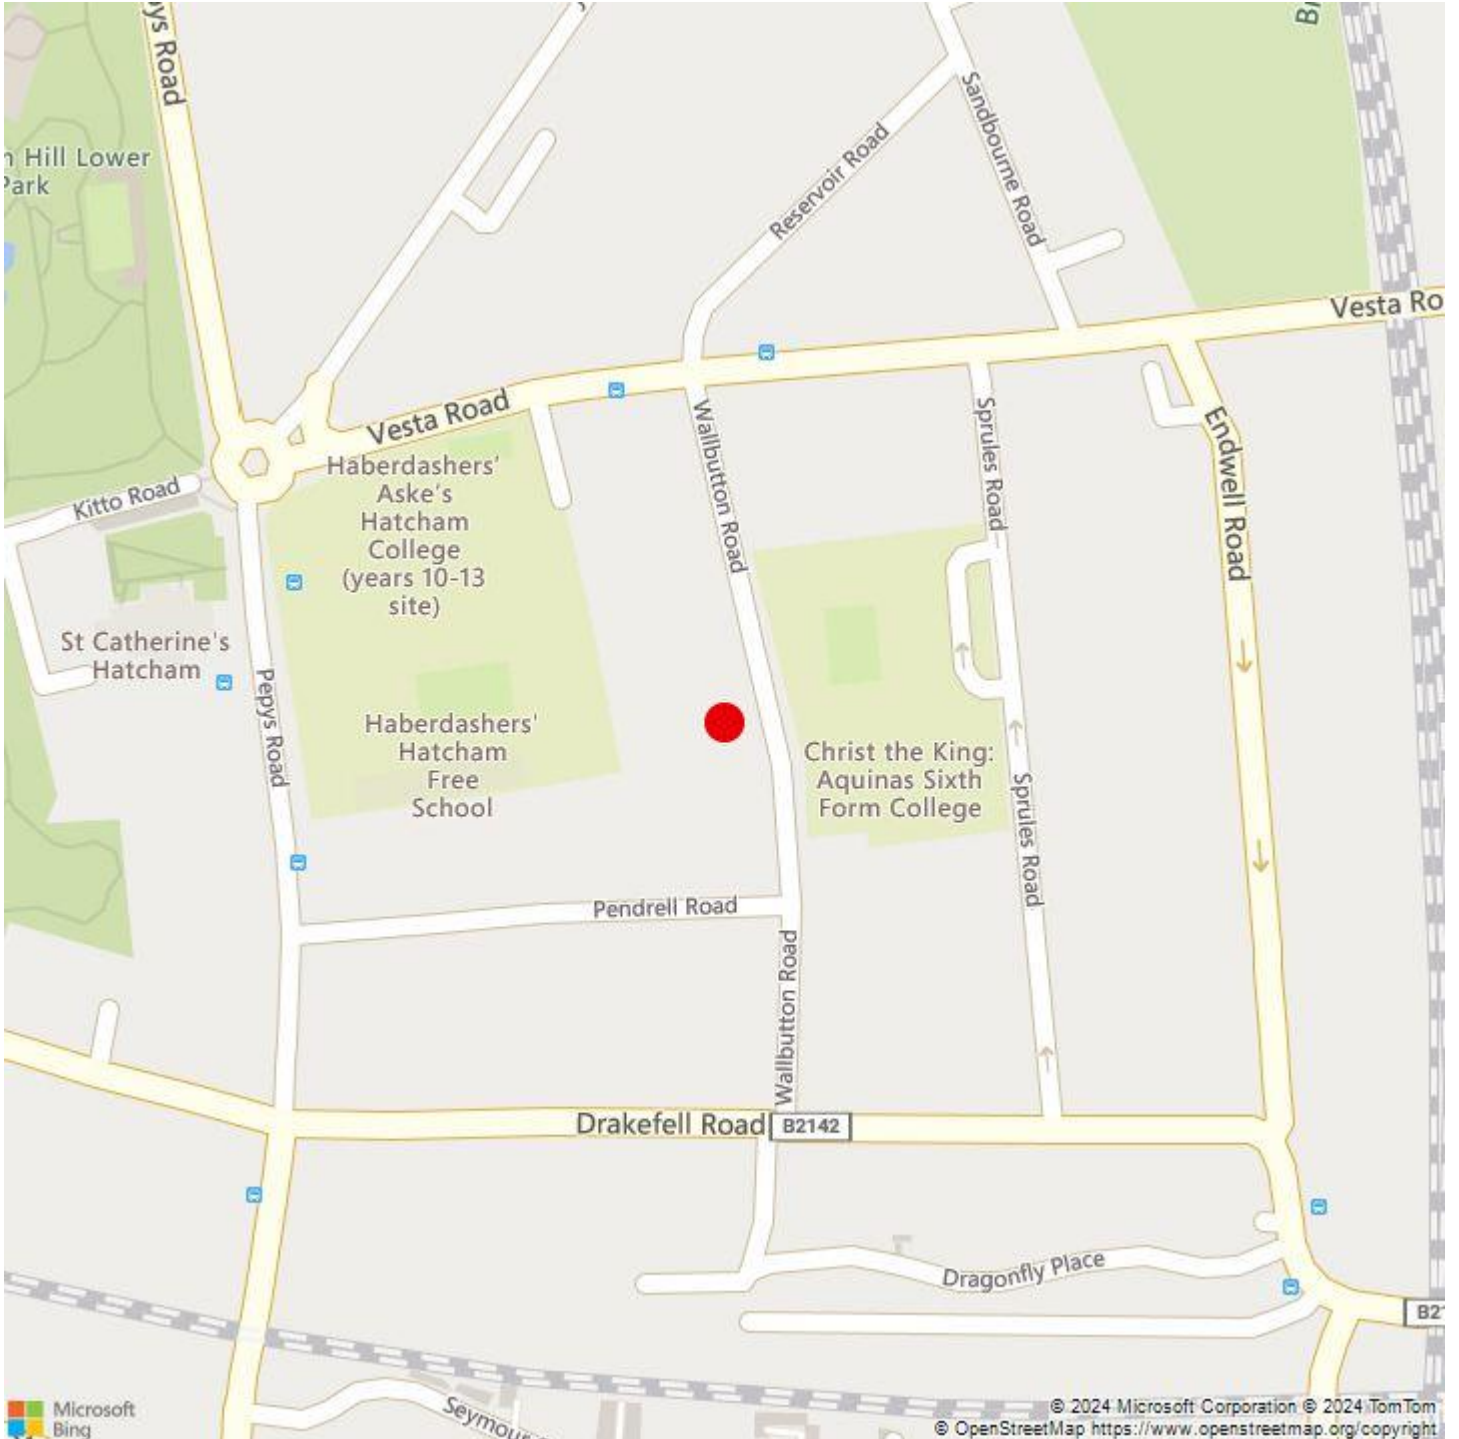 ys Road
n Hill Lower
Park
Sandbourne Road
Reservoir Road
Vesta Ro
Vesta Road
Haberdashers'
Aske's
Hatcham
College
(years 10-13
site)
Kitto Road
Wallbutton Road
Sprules Road
Endwell Road
St Catherine's
Hatcham
Pepys Road
Haberdashers'
Hatcham
Free
School
Christ the King:
Aquinas Sixth
Form College
Sprules Road
Pendrell Road
Wallbutton Road
Drakefell Road
B2142
Dragonfly Place
B21
Seymou
Microsoft
Bing
© 2024 Microsoft Corporation © 2024 TomTom
© OpenStreetMap https://www.openstreetmap.org/copyright